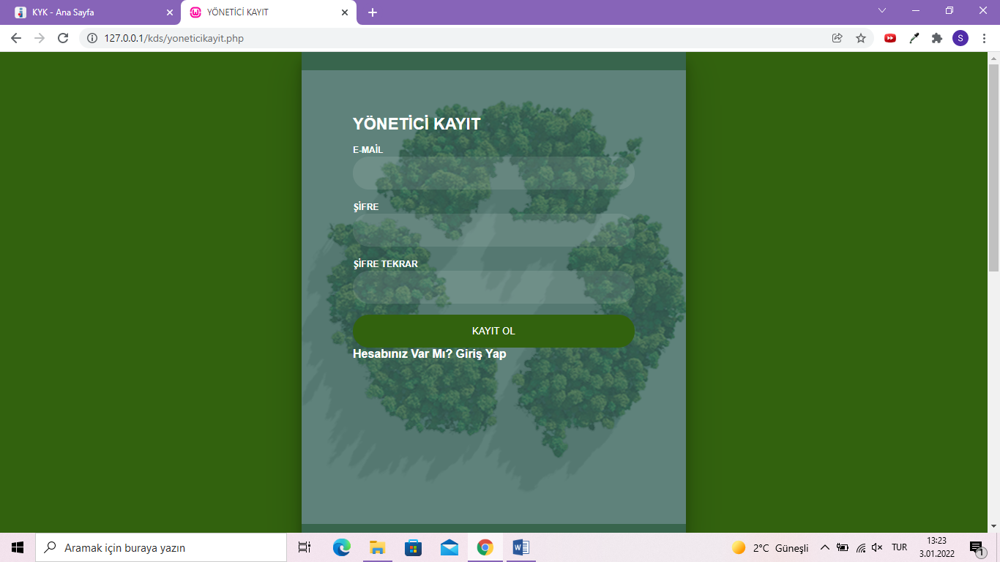 KYK - Ana Sayfa
YÖNETİCİ KAYIT
127.0.0.1/kds/yoneticikayit.php
S
YÖNETİCİ KAYIT
E-MAİL
ŞİFRE
ŞİFRE TEKRAR
KAYIT OL
Hesabınız Var Mı? Giriş Yap
Aramak için buraya yazın
W
2°C Güneşli
TUR
13:23
3.01.2022
1